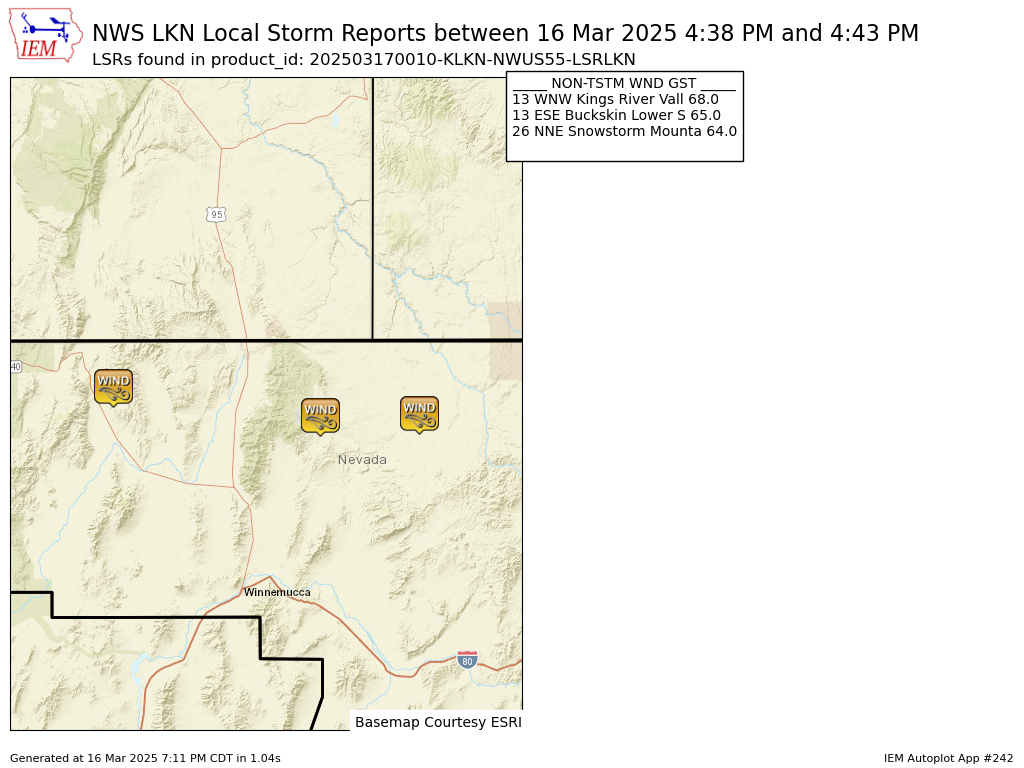 IEM
NWS LKN Local Storm Reports between 16 Mar 2025 4:38 PM and 4:43 PM
LSRs found in product_id: 202503170010-KLKN-NWUS55-LSRLKN
_____ NON-TSTM WND GST _____
13 WNW Kings River Vall 68.0
13 ESE Buckskin Lower S 65.0
26 NNE Snowstorm Mounta 64.0
95
40
WIND
WIND
WIND
Nevada
Winnemucca
80
Basemap Courtesy ESRI
Generated at 16 Mar 2025 7:11 PM CDT in 1.04s
IEM Autoplot App #242